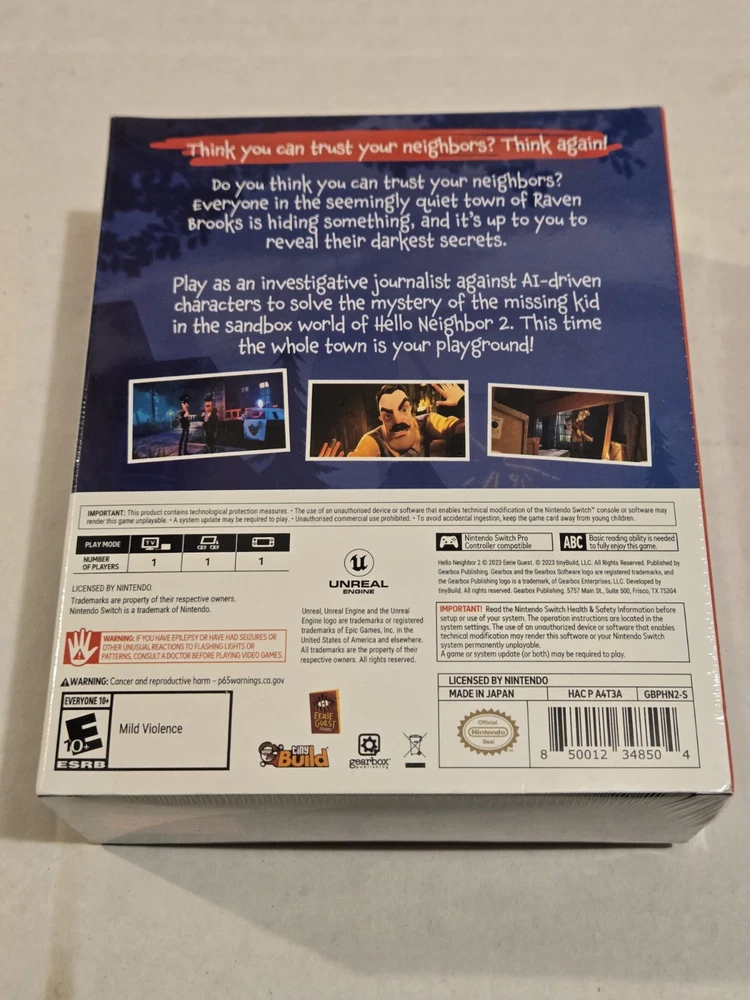 Think you can trust your neighbors? Think again!
Do you think you can trust your neighbors?
Everyone in the seemingly quiet town of Raven
Brooks is hiding something, and it's up to you to
reveal their darkest secrets.
Play as an investigative journalist against AI-driven
characters to solve the mystery of the missing kid
in the sandbox world of Hello Neighbor 2. This time
the whole town is your playground!
IMPORTANT: This product contains technological protection measures. • The use of an unauthorised device or software that enables technical modification of the Nintendo Switch™ console or software may
render this game unplayable. • A system update may be required to play. • Unauthorised commercial use prohibited. • To avoid accidental ingestion, keep the game card away from young children.
PLAY MODE
TV
NUMBER
OF PLAYERS
1
1
1
LICENSED BY NINTENDO.
Trademarks are property of their respective owners.
Nintendo Switch is a trademark of Nintendo.
WARNING: IF YOU HAVE EPILEPSY OR HAVE HAD SEIZURES OR
OTHER UNUSUAL REACTIONS TO FLASHING LIGHTS OR
PATTERNS, CONSULT A DOCTOR BEFORE PLAYING VIDEO GAMES.
WARNING: Cancer and reproductive harm - p65warnings.ca.gov
EVERYONE 10+
E
10+
ESRB
Mild Violence
UNREAL
ENGINE
Unreal, Unreal Engine and the Unreal
Engine logo are trademarks or registered
trademarks of Epic Games, Inc. in the
United States of America and elsewhere.
All trademarks are the property of their
respective owners. All rights reserved.
EERIE
GUEST
tiny
Build
gearbox
publishing
Nintendo Switch Pro
Controller compatible
ABC
Basic reading ability is needed
to fully enjoy this game.
Hello Neighbor 2 © 2023 Eerie Guest. © 2023 tinyBuild, LLC. All Rights Reserved. Published by
Gearbox Publishing. Gearbox and the Gearbox Software logo are registered trademarks, and
the Gearbox Publishing logo is a trademark, of Gearbox Enterprises, LLC. Developed by
tinyBuild. All rights reserved. Gearbox Publishing. 5757 Main St., Suite 500, Frisco, TX 75304
IMPORTANT! Read the Nintendo Switch Health & Safety Information before
setup or use of your system. The operation instructions are located in the
system settings. The use of an unauthorized device or software that enables
technical modification may render this software or your Nintendo Switch
system permanently unplayable.
A game or system update (or both) may be required to play.
LICENSED BY NINTENDO
MADE IN JAPAN
HAC P A4T3A
GBPHN2-S
Official
Nintendo
Seal
8 50012 34850 4